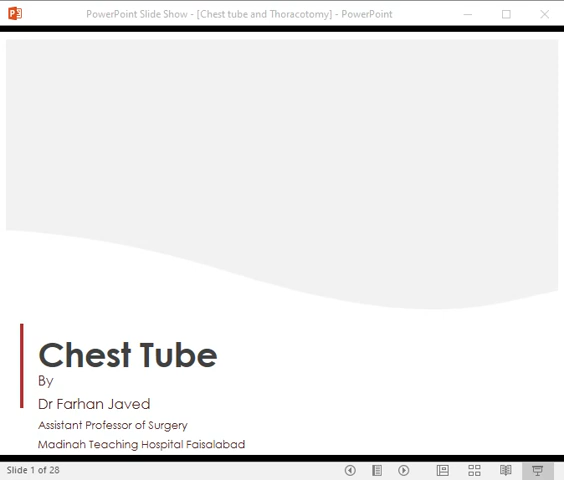 PowerPoint Slide Show - [Chest tube and Thoracotomy] - PowerPoint
Chest Tube
By
Dr Farhan Javed
Assistant Professor of Surgery
Madinah Teaching Hospital Faisalabad
Slide 1 of 28